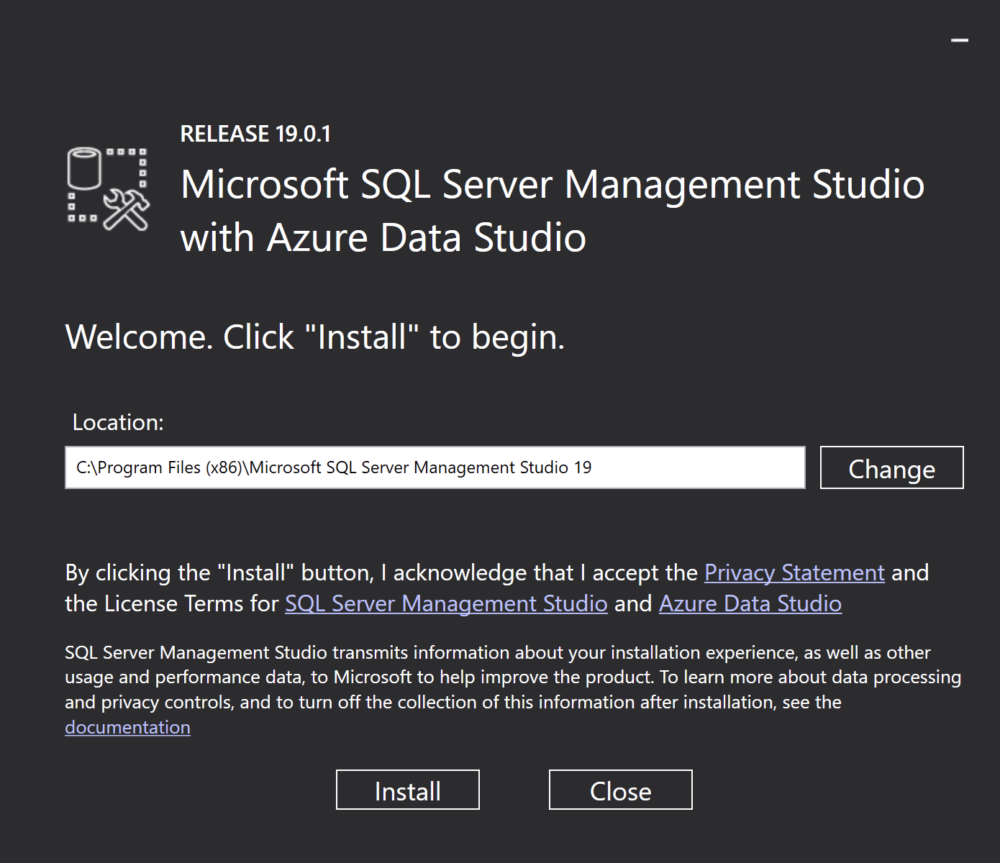 RELEASE 19.0.1
Microsoft SQL Server Management Studio
with Azure Data Studio
Welcome. Click "Install" to begin.
Location:
C:\Program Files (x86)\Microsoft SQL Server Management Studio 19
Change
By clicking the "Install" button, I acknowledge that I accept the Privacy Statement and
the License Terms for SQL Server Management Studio and Azure Data Studio
SQL Server Management Studio transmits information about your installation experience, as well as other
usage and performance data, to Microsoft to help improve the product. To learn more about data processing
and privacy controls, and to turn off the collection of this information after installation, see the
documentation
Install
Close